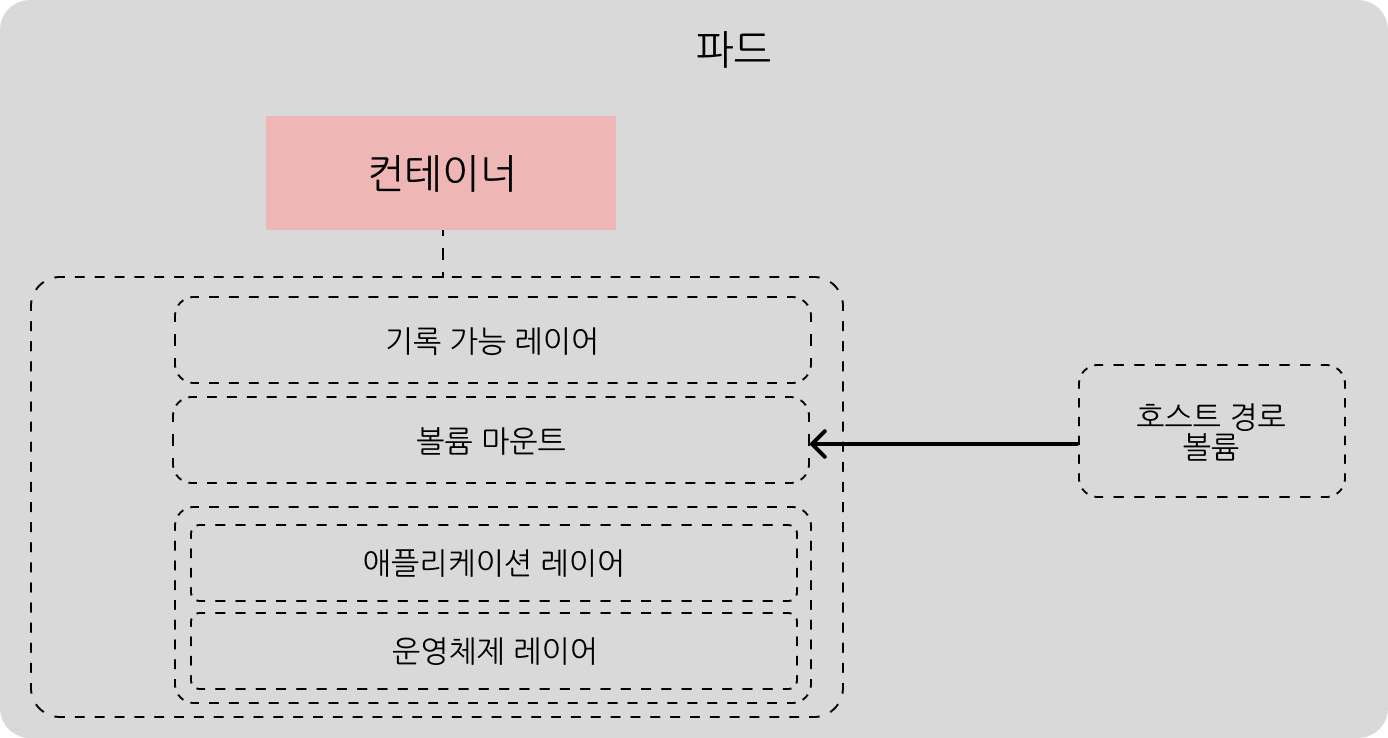 파드
컨테이너
기록 가능 레이어
볼륨 마운트
호스트 경로
볼륨
애플리케이션 레이어
운영체제 레이어